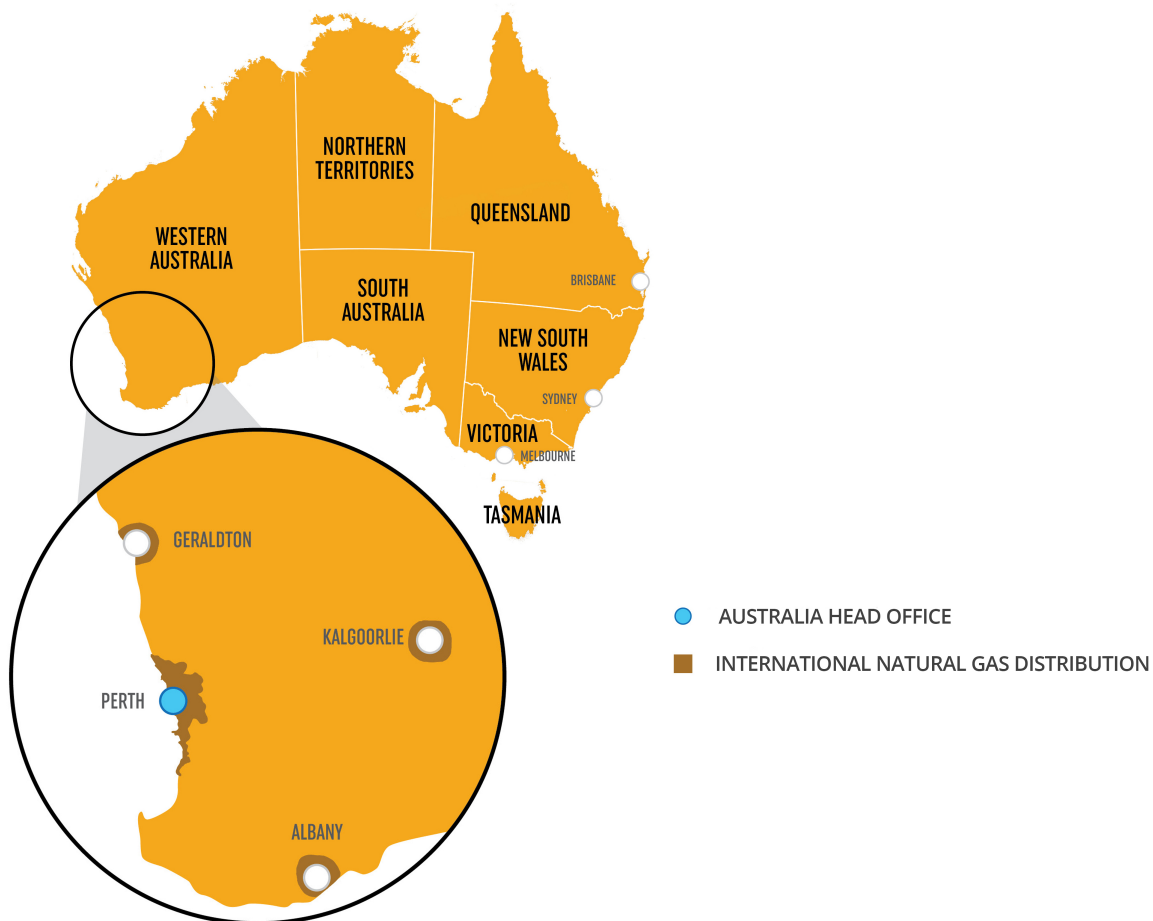 NORTHERN
TERRITORIES
QUEENSLAND
WESTERN
AUSTRALIA
BRISBANE
SOUTH
AUSTRALIA
NEW SOUTH
WALES
SYDNEY
VICTORIA
MELBOURNE
TASMANIA
GERALDTON
KALGOORLIE
PERTH
ALBANY
AUSTRALIA HEAD OFFICE
INTERNATIONAL NATURAL GAS DISTRIBUTION